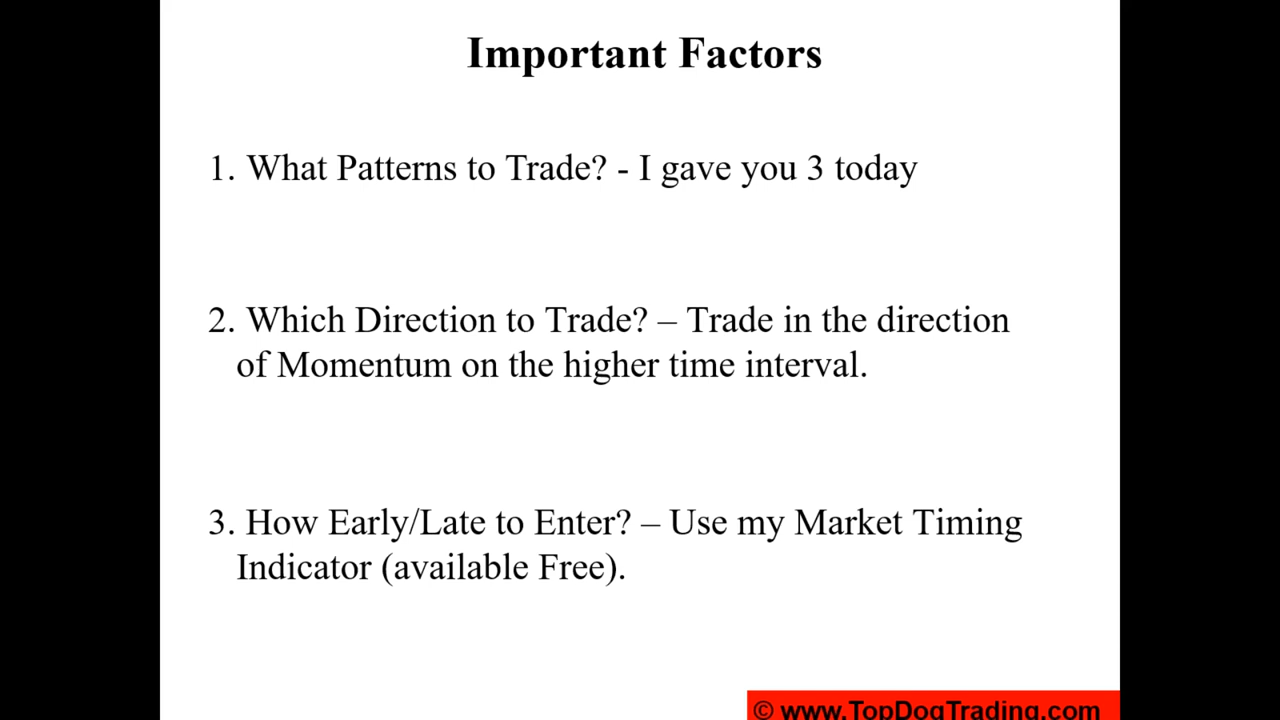 Important Factors
1. What Patterns to Trade? - I gave you 3 today
2. Which Direction to Trade? – Trade in the direction
of Momentum on the higher time interval.
3. How Early/Late to Enter? – Use my Market Timing
Indicator (available Free).
© www.TopDogTrading.com